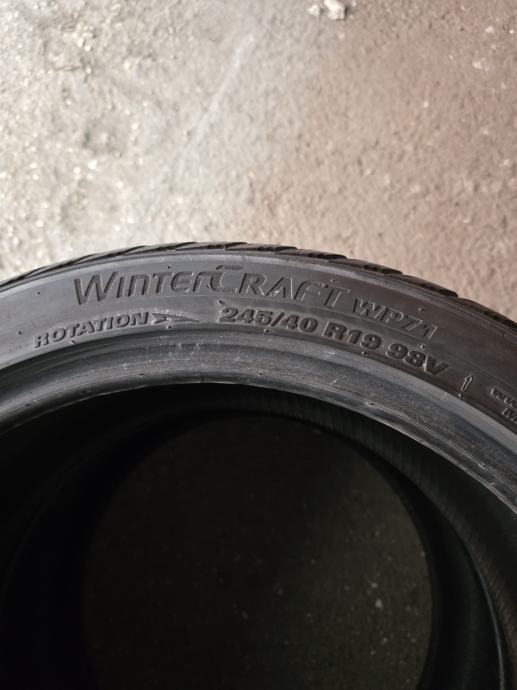 WINTERCRAFT WP71
ROTATION 245/40 R19 98V